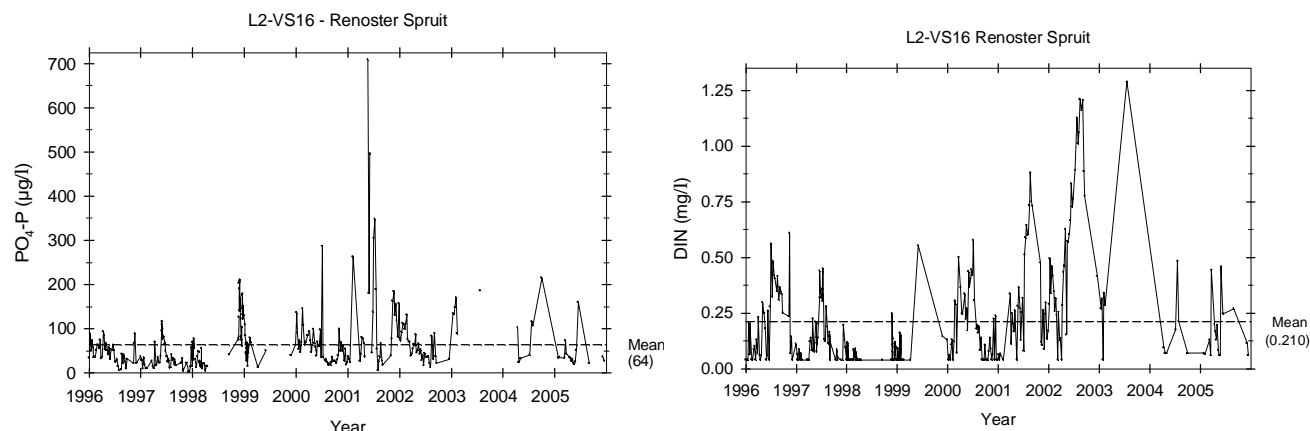 L2-VS16 - Renoster Spruit
700
600
500
400
300
200
100
0
PO4-P (µg/l)
1996 1997 1998 1999 2000 2001 2002 2003 2004 2005
Year
Mean
(64)
L2-VS16 Renoster Spruit
1.25
1.00
0.75
0.50
0.25
0.00
DIN (mg/l)
1996 1997 1998 1999 2000 2001 2002 2003 2004 2005
Year
Mean
(0.210)